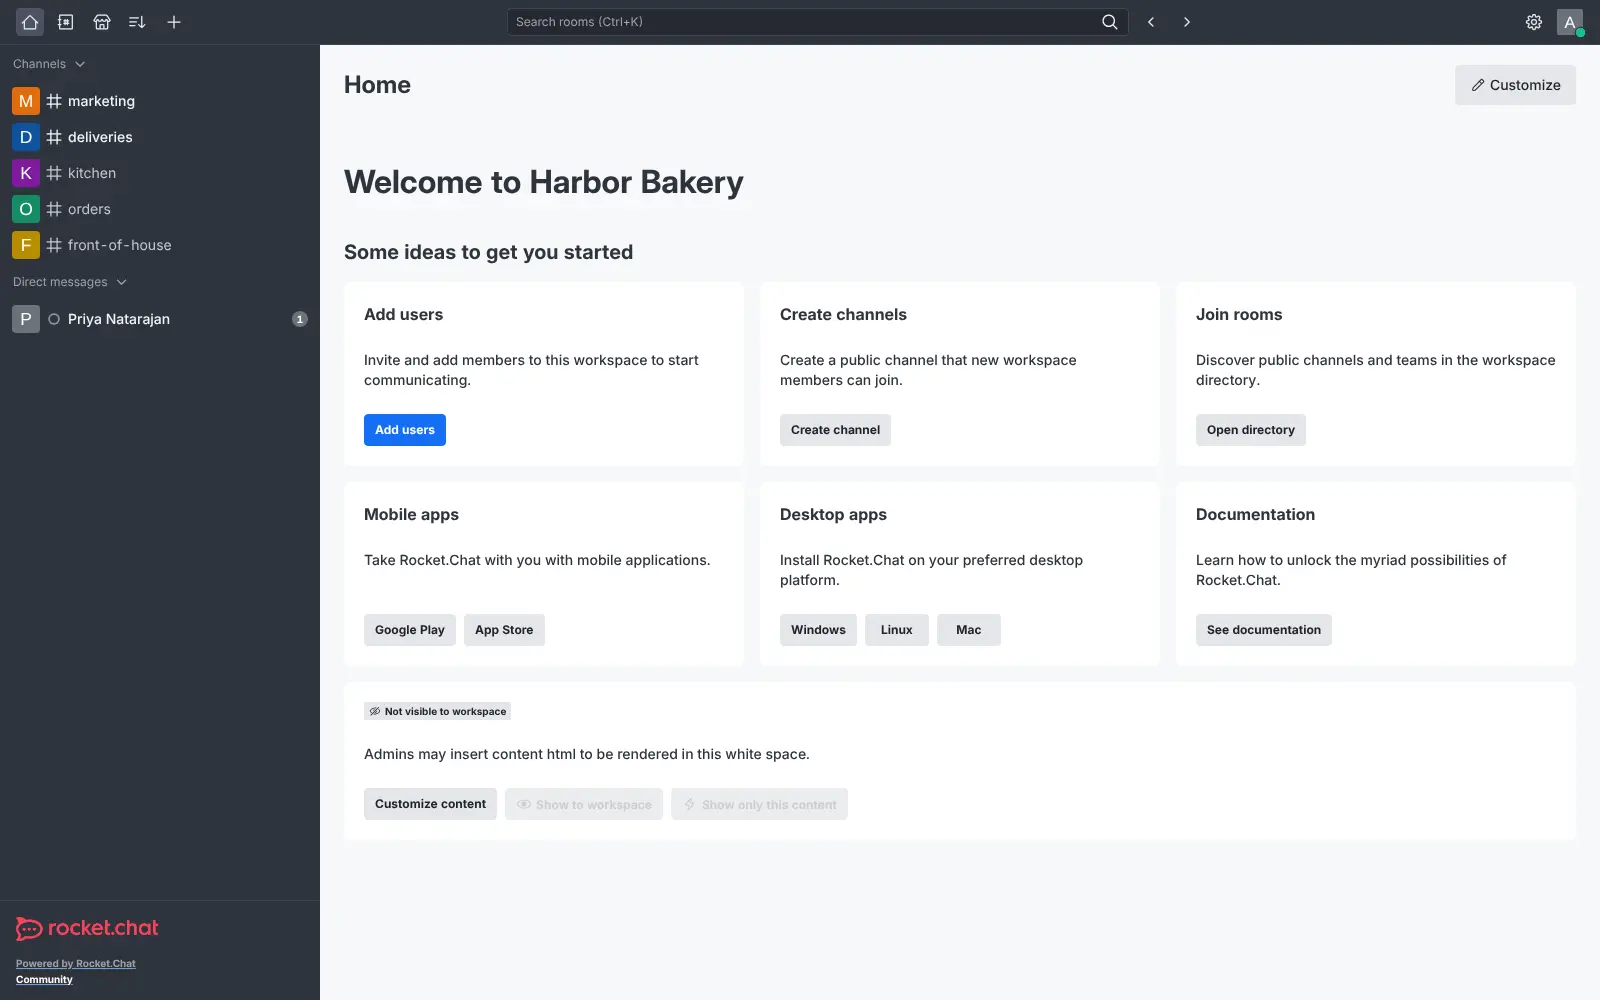 Search rooms (Ctrl+K)
A
Channels
M marketing
D deliveries
K kitchen
O orders
F front-of-house
Direct messages
P Priya Natarajan 1
rocket.chat
Powered by Rocket.Chat
Community
Home
Customize
Welcome to Harbor Bakery
Some ideas to get you started
Add users
Invite and add members to this workspace to start
communicating.
Add users
Create channels
Create a public channel that new workspace
members can join.
Create channel
Join rooms
Discover public channels and teams in the workspace
directory.
Open directory
Mobile apps
Take Rocket.Chat with you with mobile applications.
Google Play App Store
Desktop apps
Install Rocket.Chat on your preferred desktop
platform.
Windows Linux Mac
Documentation
Learn how to unlock the myriad possibilities of
Rocket.Chat.
See documentation
Not visible to workspace
Admins may insert content html to be rendered in this white space.
Customize content Show to workspace Show only this content